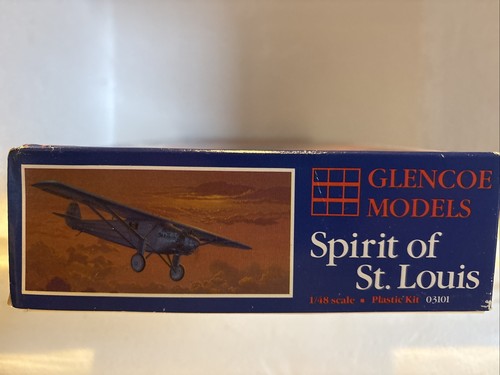 GLENCOE
MODELS
Spirit of
St. Louis
1/48 scale • Plastic Kit 03101